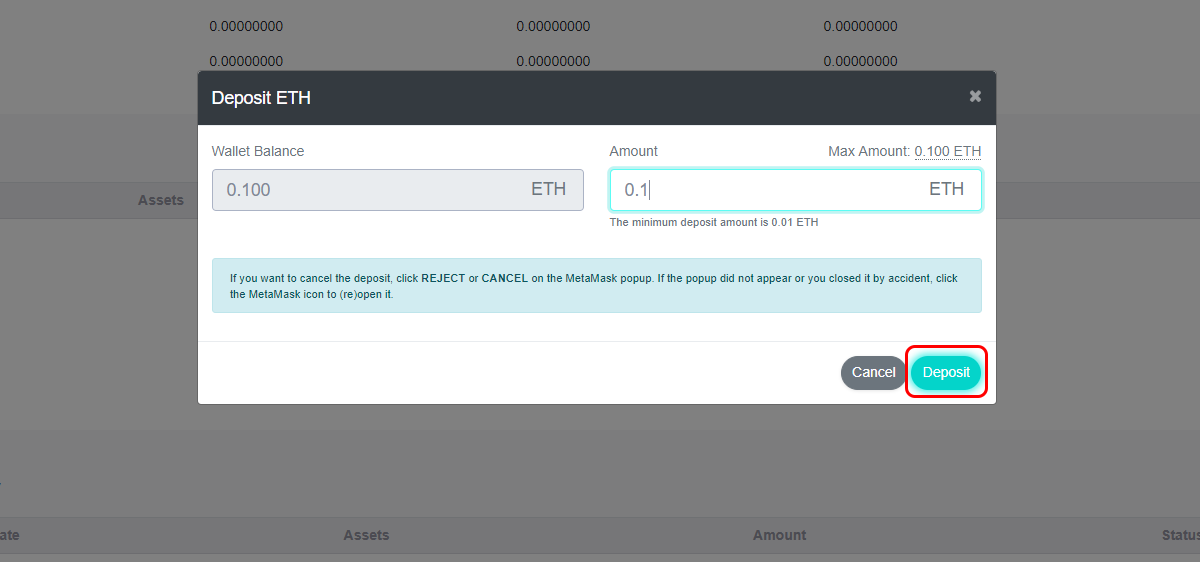 0.00000000 0.00000000 0.00000000
0.00000000 0.00000000 0.00000000
Deposit ETH
Wallet Balance Amount Max Amount: 0.100 ETH
0.100 ETH 0.1 ETH
The minimum deposit amount is 0.01 ETH
Assets
If you want to cancel the deposit, click REJECT or CANCEL on the MetaMask popup. If the popup did not appear or you closed it by accident, click
the MetaMask icon to (re)open it.
Cancel Deposit
ate Assets Amount Status